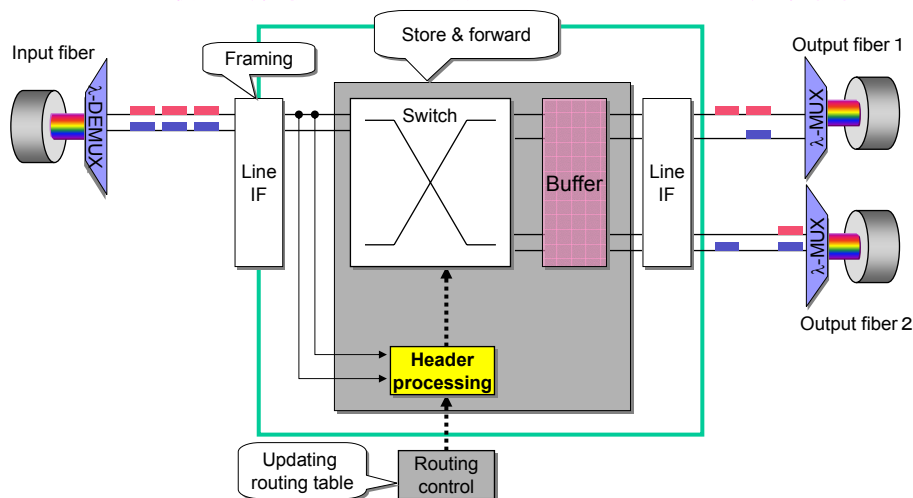 Input fiber
λ-DEMUX
Framing
Store & forward
Line
IF
Switch
Buffer
Line
IF
Output fiber 1
λ-MUX
λ-MUX
Output fiber 2
Header
processing
Updating
routing table
Routing
control